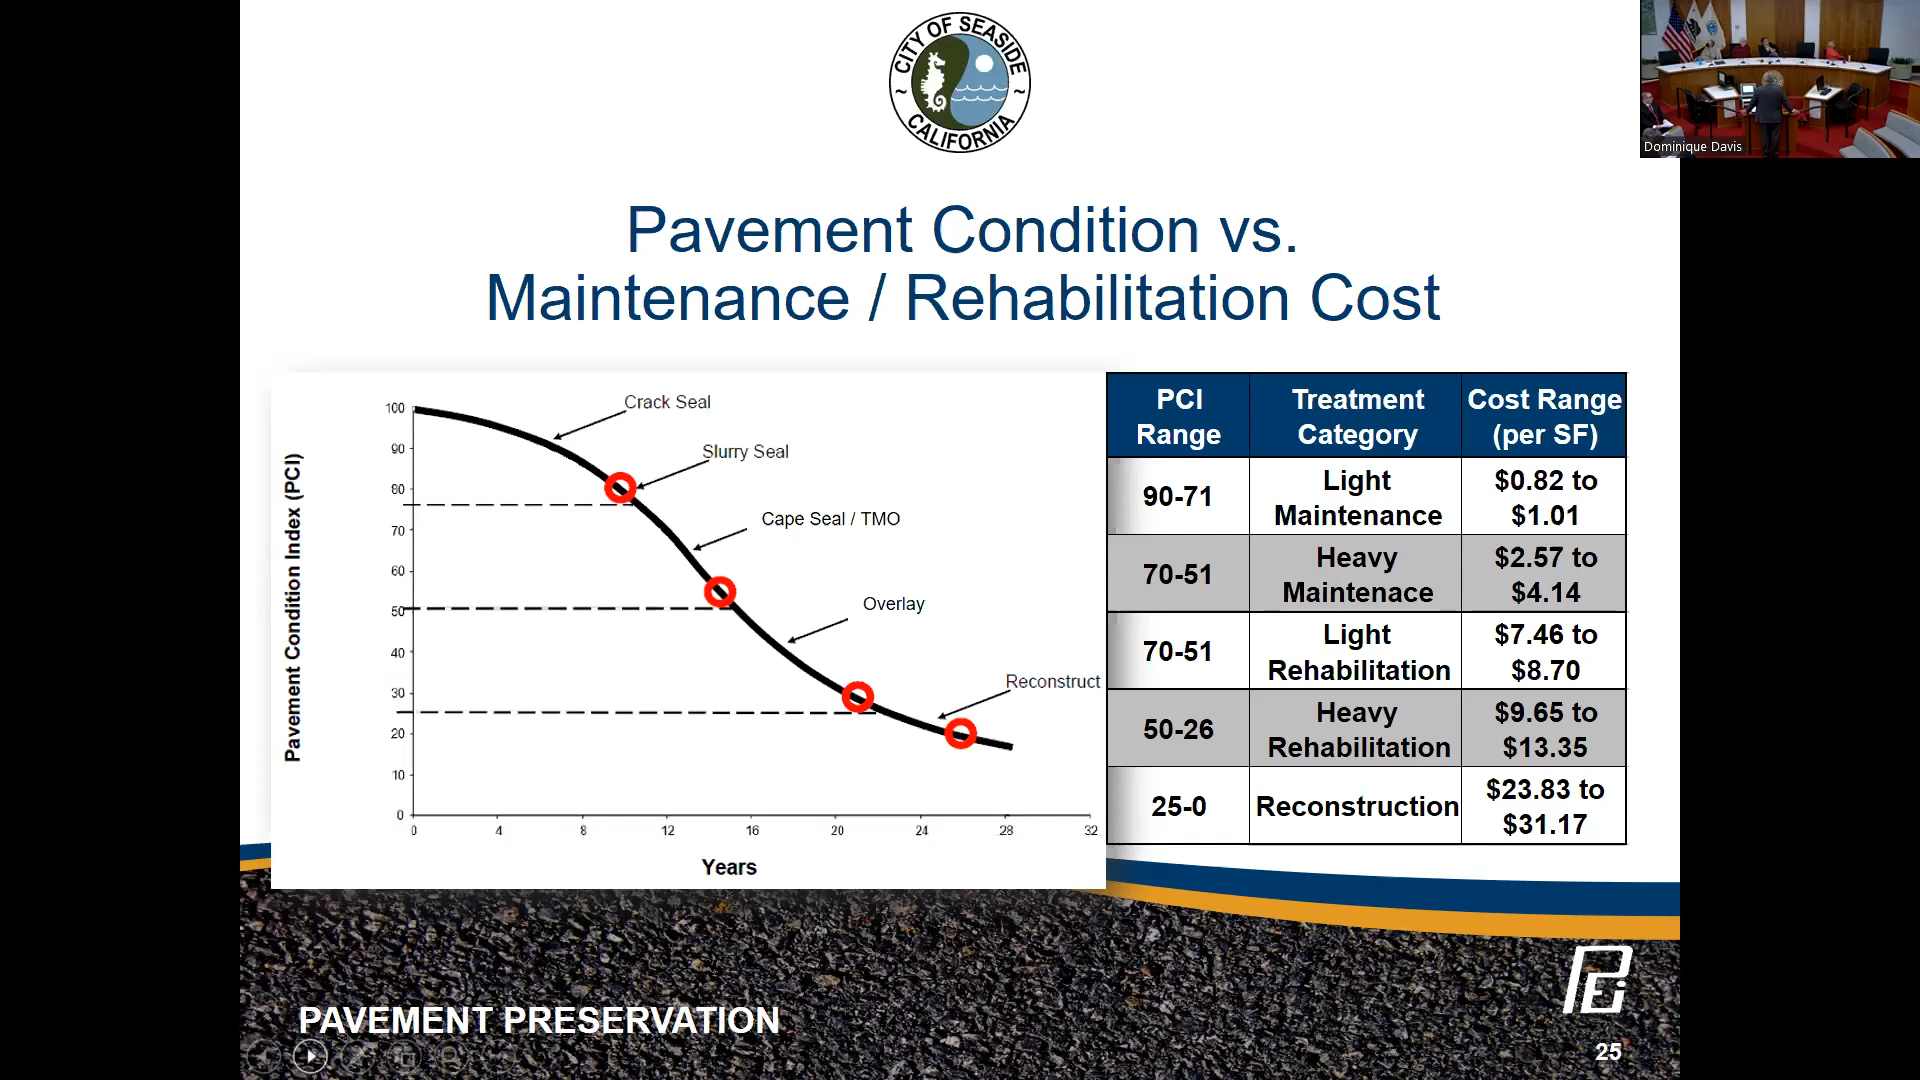 CITY OF SEASIDE
~ ~
CALIFORNIA
Dominique Davis
Pavement Condition vs.
Maintenance / Rehabilitation Cost
Pavement Condition Index (PCI)
100
90
80
70
60
50
40
30
20
10
0
0 4 8 12 16 20 24 28 32
Years
Crack Seal
Slurry Seal
Cape Seal / TMO
Overlay
Reconstruct
PCI Range
Treatment Category
Cost Range (per SF)
90-71
Light Maintenance
$0.82 to $1.01
70-51
Heavy Maintenace
$2.57 to $4.14
70-51
Light Rehabilitation
$7.46 to $8.70
50-26
Heavy Rehabilitation
$9.65 to $13.35
25-0
Reconstruction
$23.83 to $31.17
PEi
PAVEMENT PRESERVATION
25